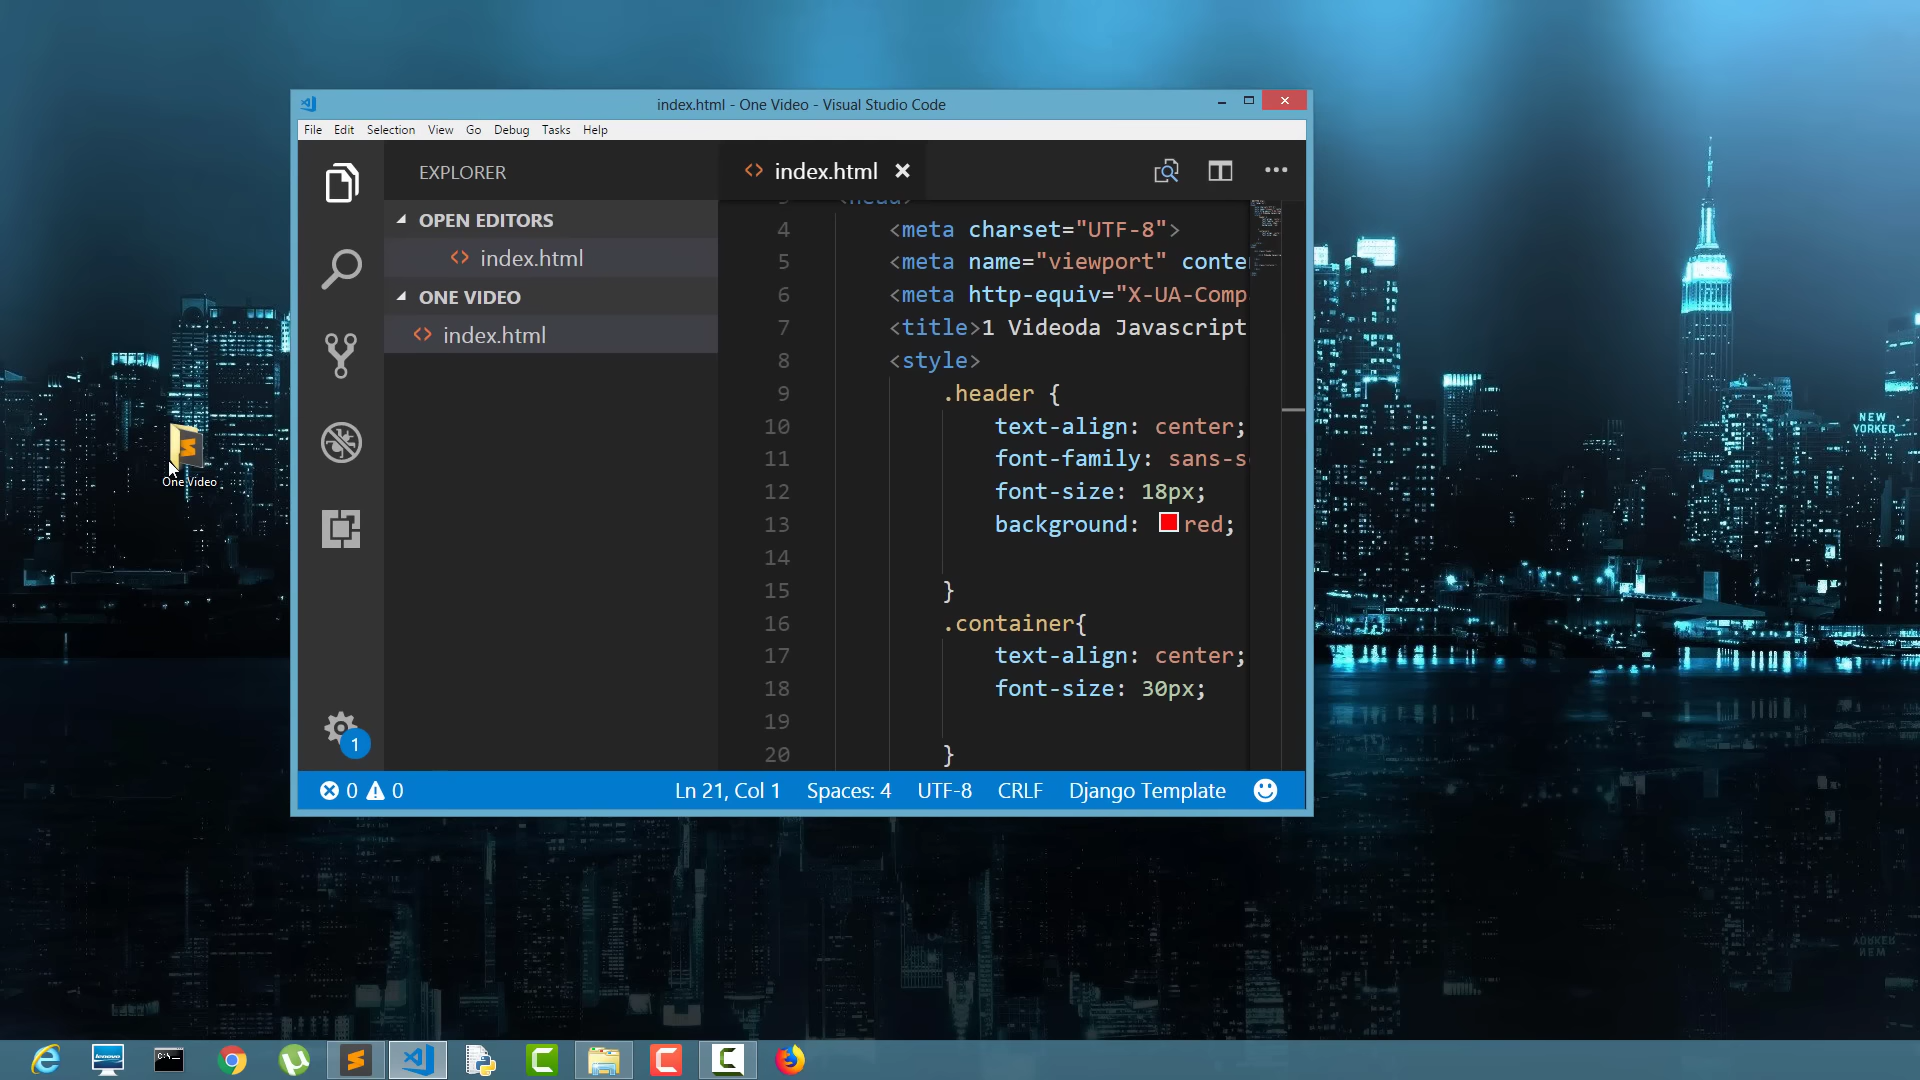 index.html - One Video - Visual Studio Code
File Edit Selection View Go Debug Tasks Help
EXPLORER
index.html
OPEN EDITORS
index.html
ONE VIDEO
index.html
<head>
4 <meta charset="UTF-8">
5 <meta name="viewport" conte
6 <meta http-equiv="X-UA-Comp
7 <title>1 Videoda Javascript
8 <style>
9 .header {
10 text-align: center;
11 font-family: sans-s
12 font-size: 18px;
13 background: red;
14
15 }
16 .container{
17 text-align: center;
18 font-size: 30px;
19
20 }
1
0 0 Ln 21, Col 1 Spaces: 4 UTF-8 CRLF Django Template
One Video
NEW
YORKER
lenovo
C:\